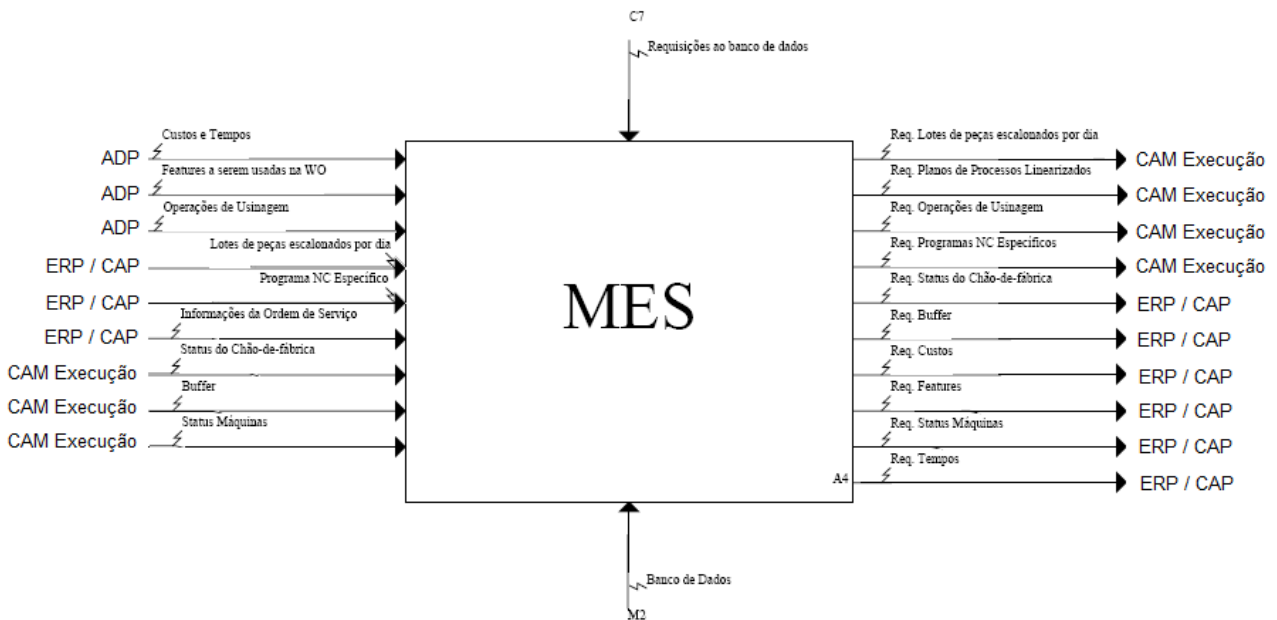 C7
Requisições ao banco de dados
Custos e Tempos
ADP
Features a serem usadas na WO
ADP
Operações de Usinagem
ADP
Lotes de peças escalonados por dia
ERP / CAP
Programa NC Específico
ERP / CAP
Informações da Ordem de Serviço
ERP / CAP
Status do Chão-de-fábrica
CAM Execução
Buffer
CAM Execução
Status Máquinas
CAM Execução
MES
A4
Req. Lotes de peças escalonados por dia
CAM Execução
Req. Planos de Processos Linearizados
CAM Execução
Req. Operações de Usinagem
CAM Execução
Req. Programas NC Específicos
CAM Execução
Req. Status do Chão-de-fábrica
ERP / CAP
Req. Buffer
ERP / CAP
Req. Custos
ERP / CAP
Req. Features
ERP / CAP
Req. Status Máquinas
ERP / CAP
Req. Tempos
ERP / CAP
Banco de Dados
M2